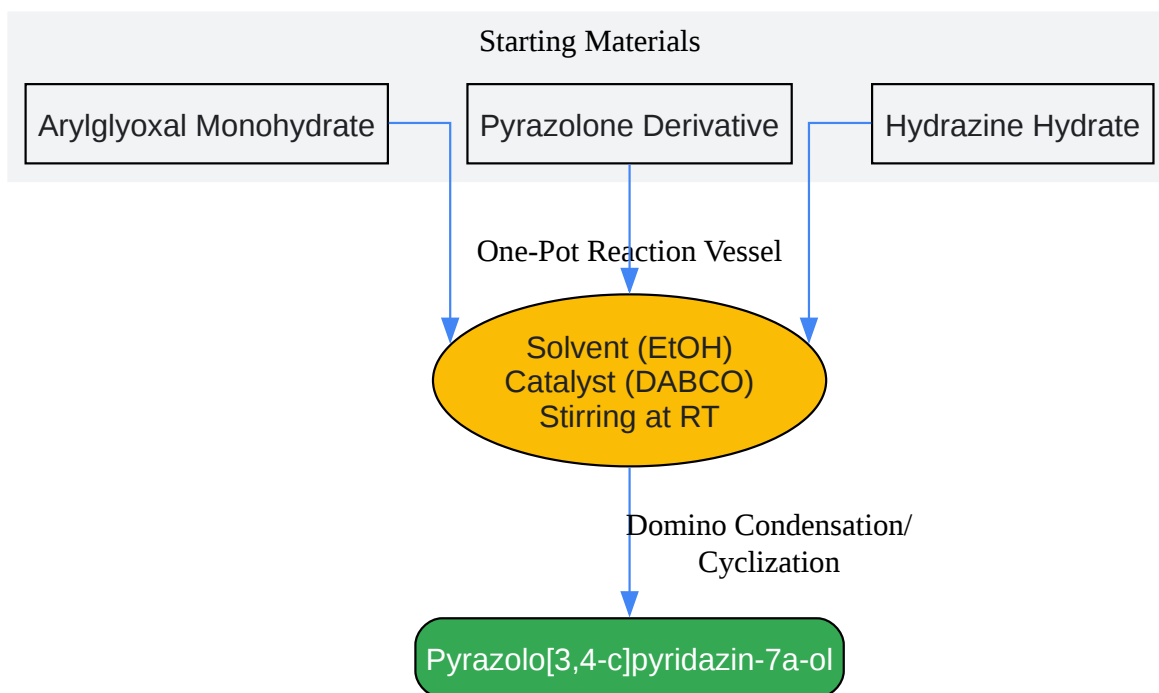 Starting Materials
Arylglyoxal Monohydrate
Pyrazolone Derivative
Hydrazine Hydrate
One-Pot Reaction Vessel
Solvent (EtOH)
Catalyst (DABCO)
Stirring at RT
Domino Condensation/
Cyclization
Pyrazolo[3,4-c]pyridazin-7a-ol